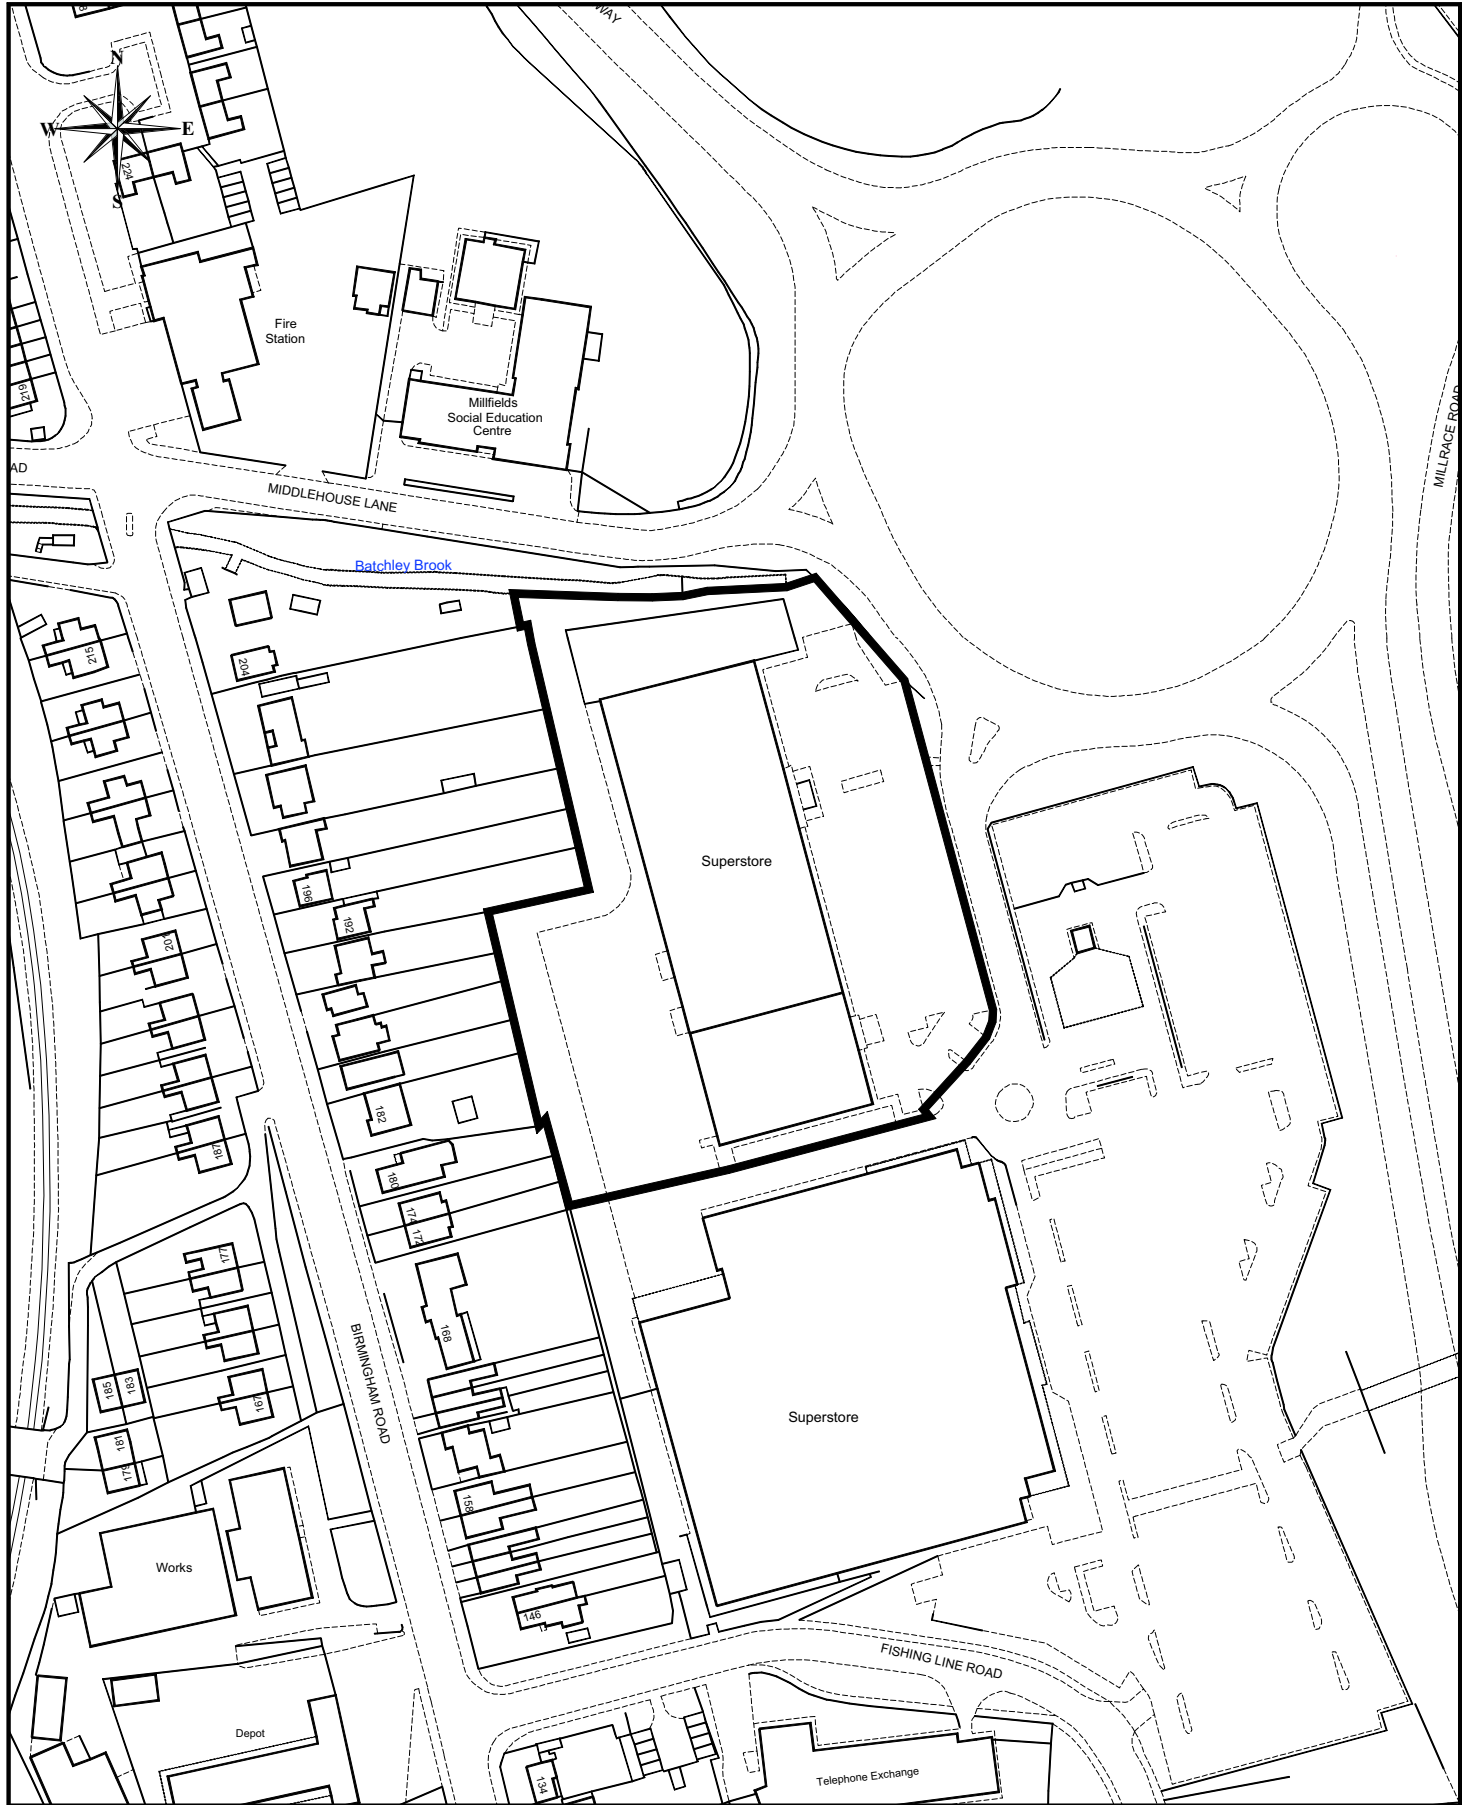 WAY
N
W E
S
224
Fire
Station
219
Millfields
Social Education
Centre
MILLRACE ROAD
AD
MIDDLEHOUSE LANE
Batchley Brook
215
204
Superstore
196
192
201
182
187
180
174
172
177
168
BIRMINGHAM ROAD
185
183
167
Superstore
181
179
158
Works
146
FISHING LINE ROAD
Depot
Telephone Exchange
134